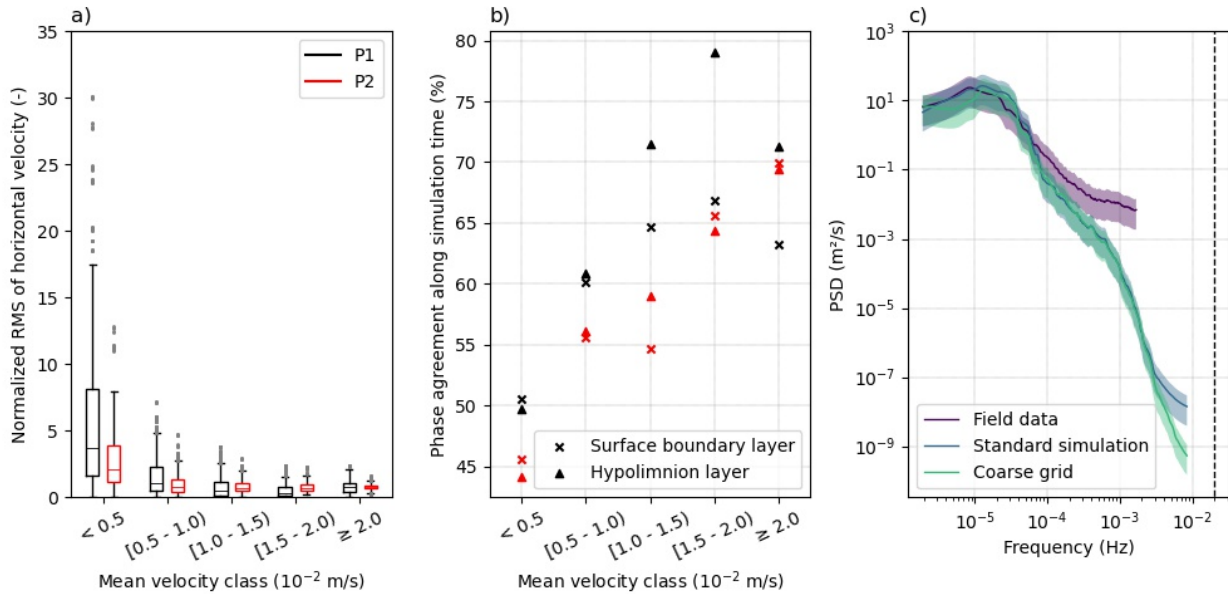 a)
35
30
25
20
15
10
5
0
Normalized RMS of horizontal velocity (-)
P1
P2
< 0.5
[0.5 - 1.0)
[1.0 - 1.5)
[1.5 - 2.0)
≥ 2.0
Mean velocity class (10⁻² m/s)
b)
80
75
70
65
60
55
50
45
Phase agreement along simulation time (%)
Surface boundary layer
Hypolimnion layer
< 0.5
[0.5 - 1.0)
[1.0 - 1.5)
[1.5 - 2.0)
≥ 2.0
Mean velocity class (10⁻² m/s)
c)
10³
10¹
10⁻¹
10⁻³
10⁻⁵
10⁻⁷
10⁻⁹
PSD (m²/s)
Field data
Standard simulation
Coarse grid
10⁻⁵
10⁻⁴
10⁻³
10⁻²
Frequency (Hz)